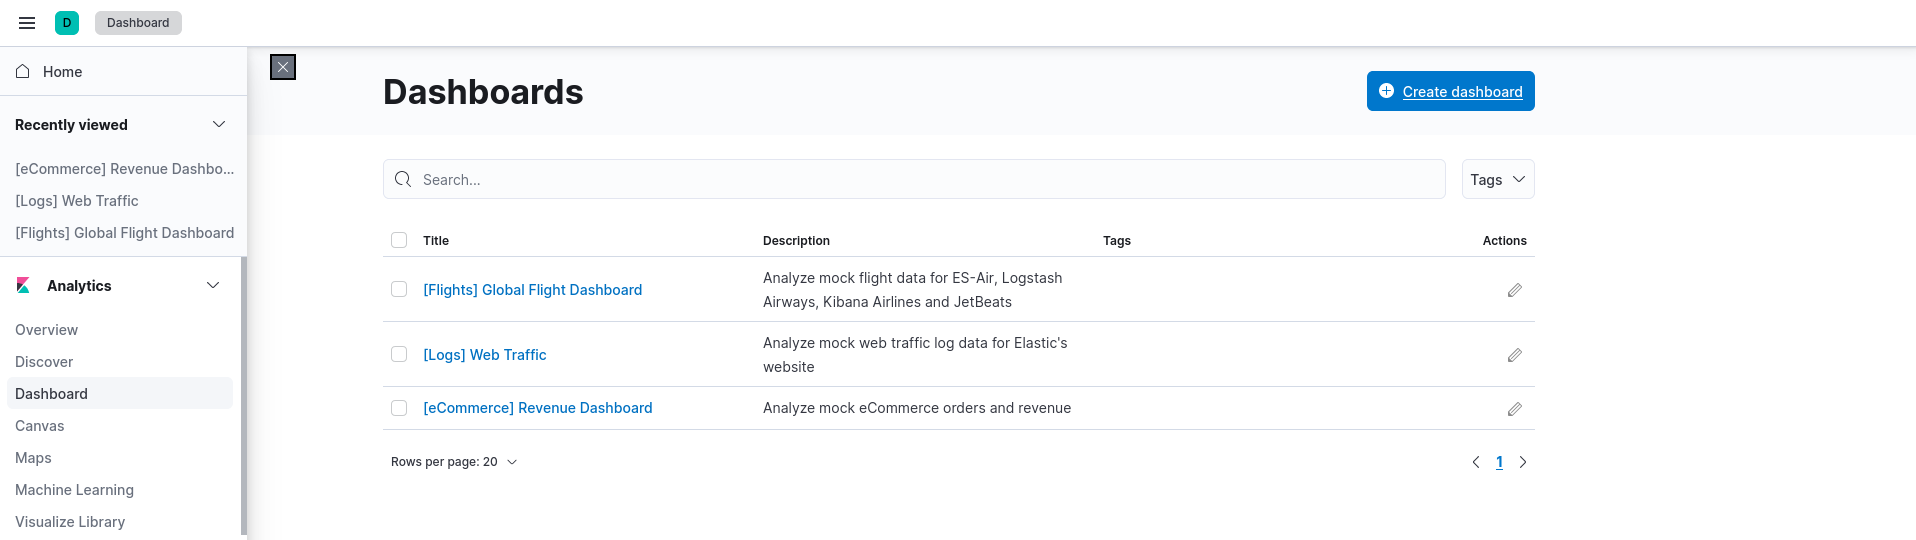 D Dashboard
Home
Recently viewed
[eCommerce] Revenue Dashbo...
[Logs] Web Traffic
[Flights] Global Flight Dashboard
Analytics
Overview
Discover
Dashboard
Canvas
Maps
Machine Learning
Visualize Library
Dashboards
Create dashboard
Search...
Tags
Title Description Tags Actions
[Flights] Global Flight Dashboard
Analyze mock flight data for ES-Air, Logstash
Airways, Kibana Airlines and JetBeats
[Logs] Web Traffic
Analyze mock web traffic log data for Elastic's
website
[eCommerce] Revenue Dashboard
Analyze mock eCommerce orders and revenue
Rows per page: 20
1